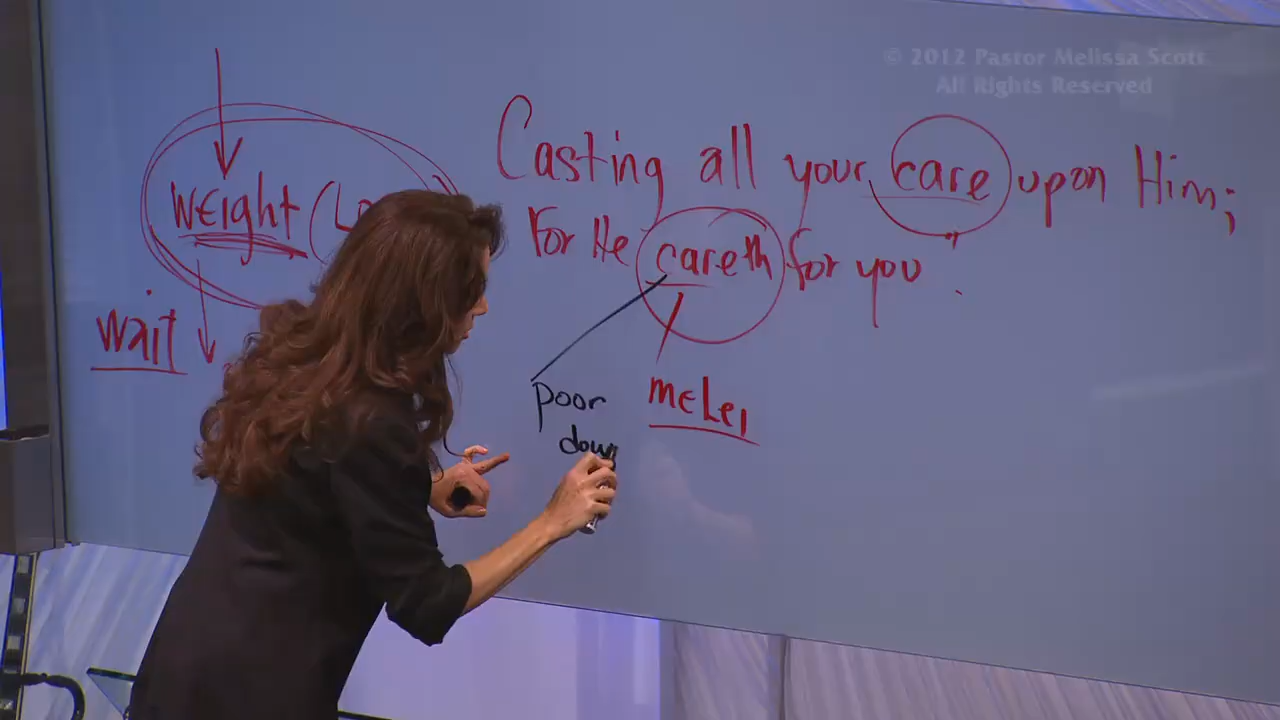 © 2012 Pastor Melissa Scott
All Rights Reserved
Casting all your care upon Him;
For He careth for you.
weight
wait
poor
meLei